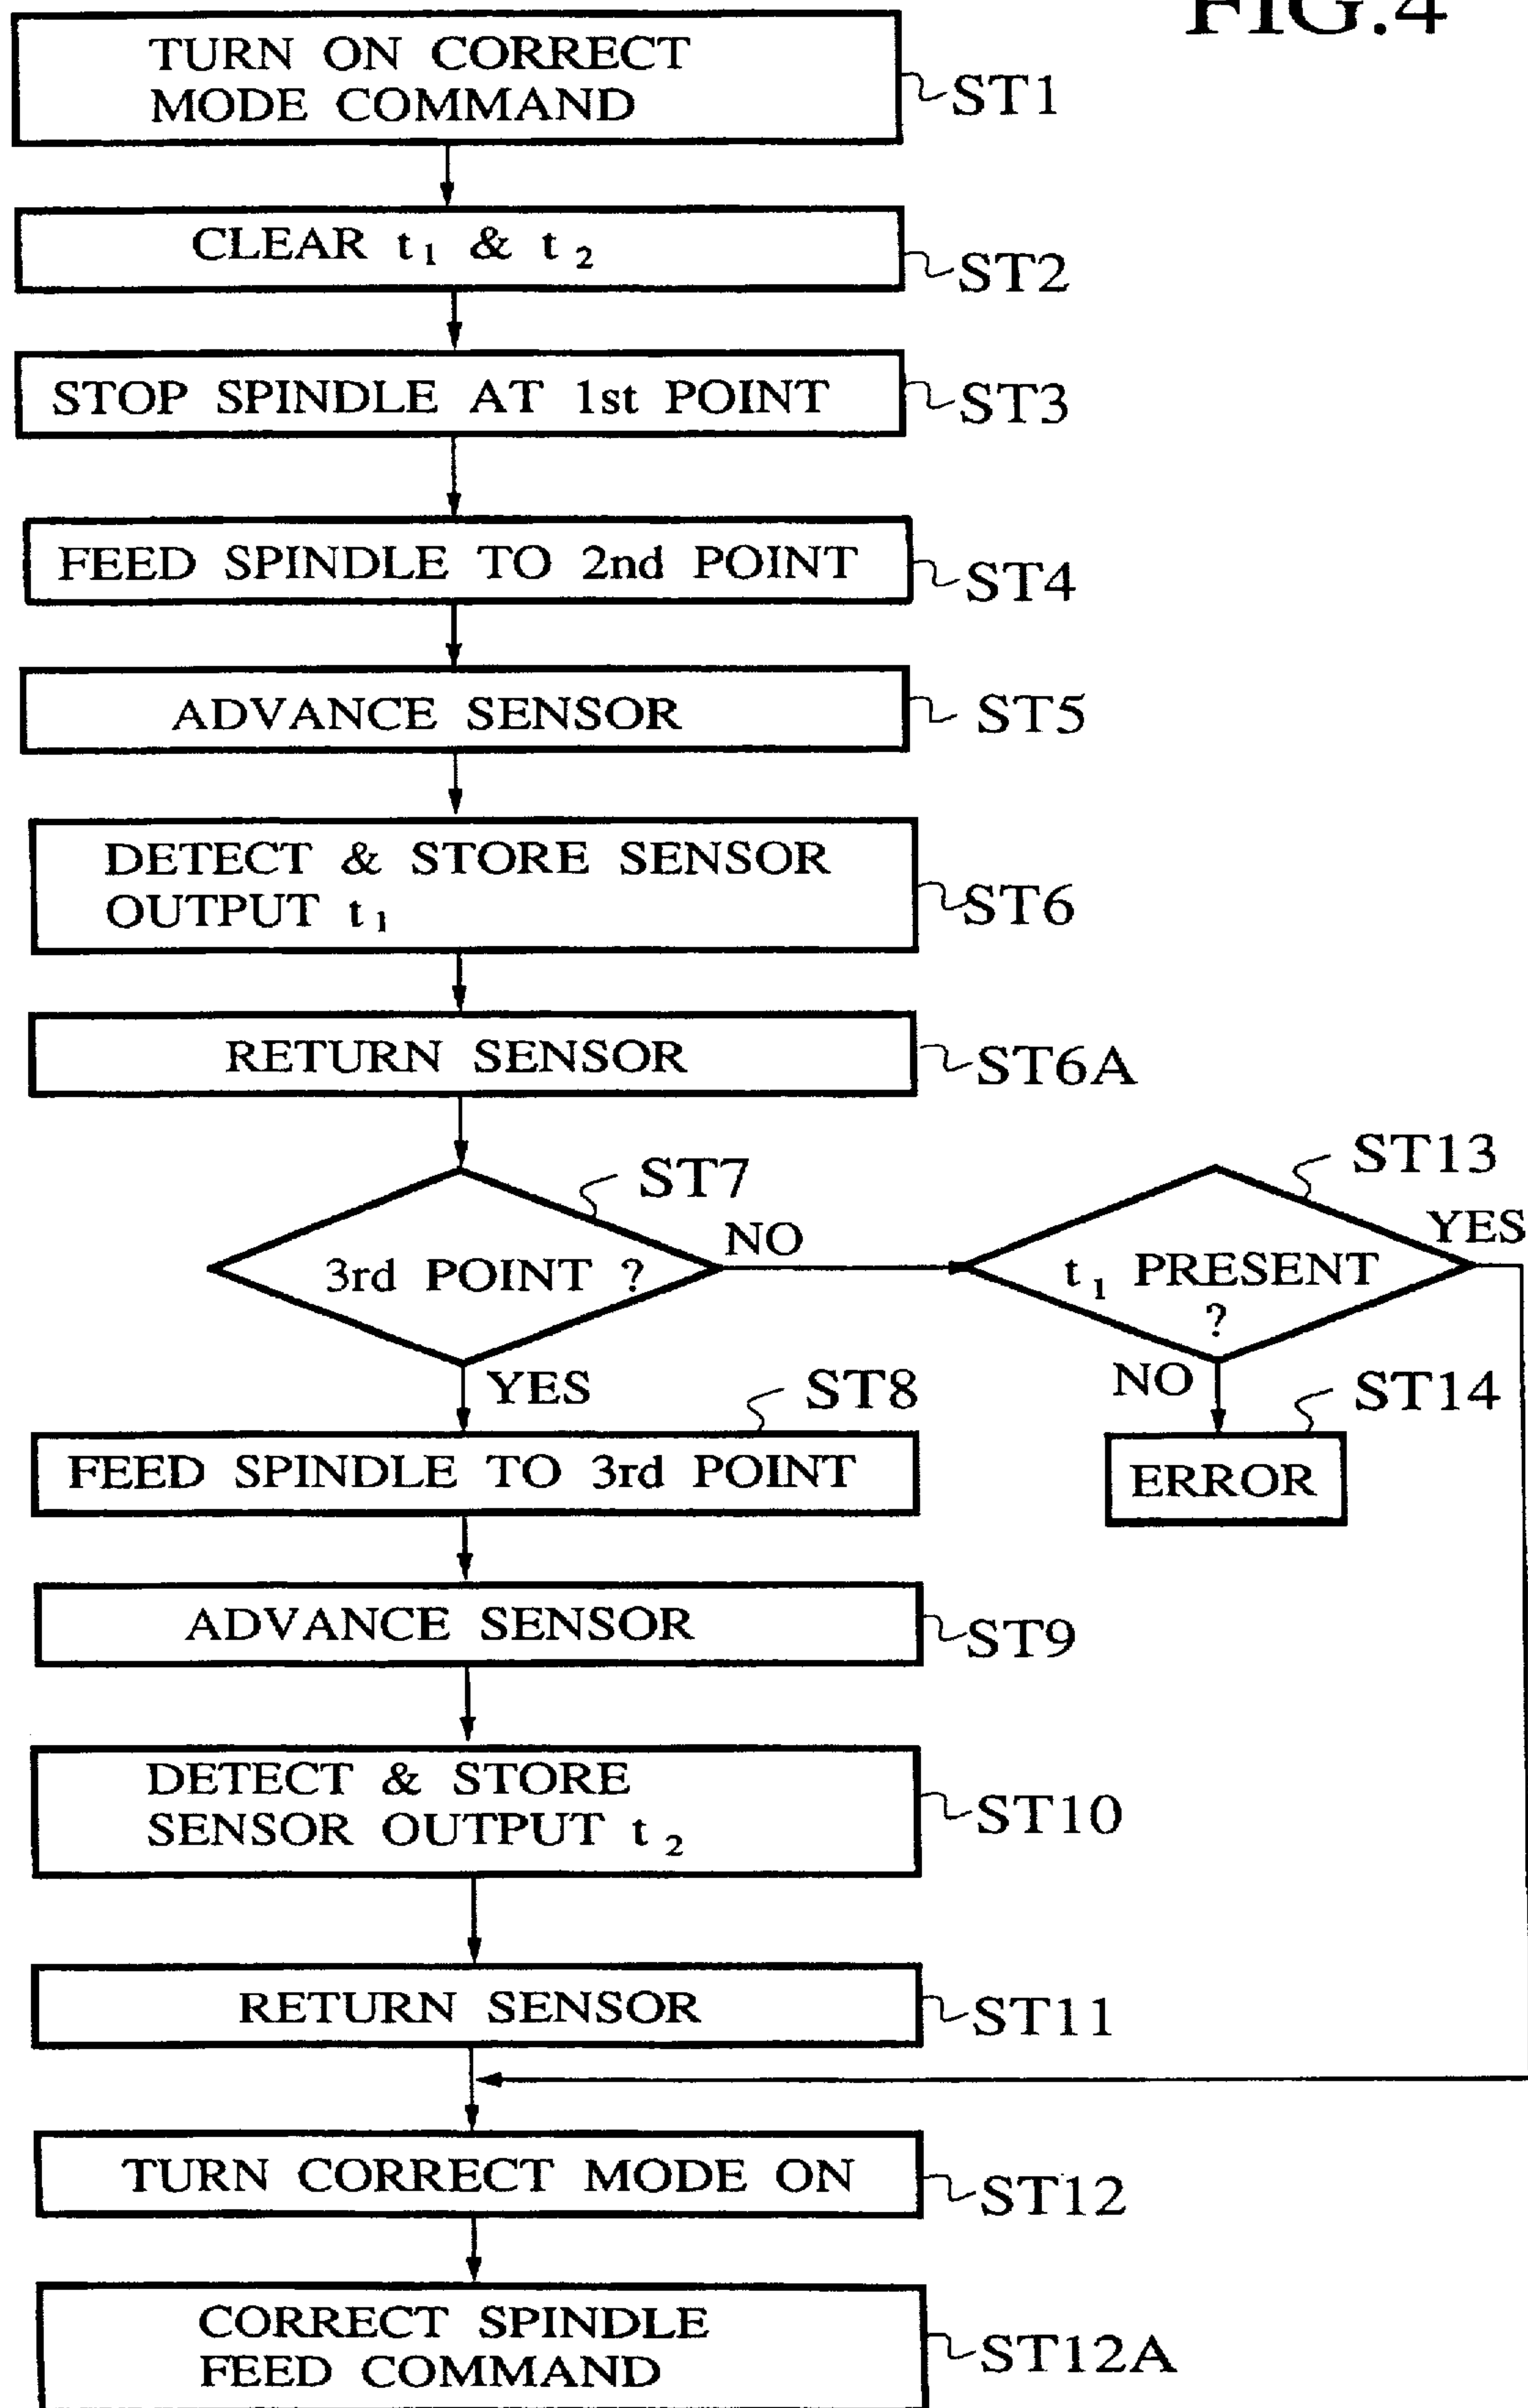 FIG.4
TURN ON CORRECT
MODE COMMAND
ST1
CLEAR t₁ & t₂
ST2
STOP SPINDLE AT 1st POINT
ST3
FEED SPINDLE TO 2nd POINT
ST4
ADVANCE SENSOR
ST5
DETECT & STORE SENSOR
OUTPUT t₁
ST6
RETURN SENSOR
ST6A
ST7
3rd POINT ?
NO
ST13
YES
t₁ PRESENT
?
YES
NO
ST8
ST14
FEED SPINDLE TO 3rd POINT
ERROR
ADVANCE SENSOR
ST9
DETECT & STORE
SENSOR OUTPUT t₂
ST10
RETURN SENSOR
ST11
TURN CORRECT MODE ON
ST12
CORRECT SPINDLE
FEED COMMAND
ST12A